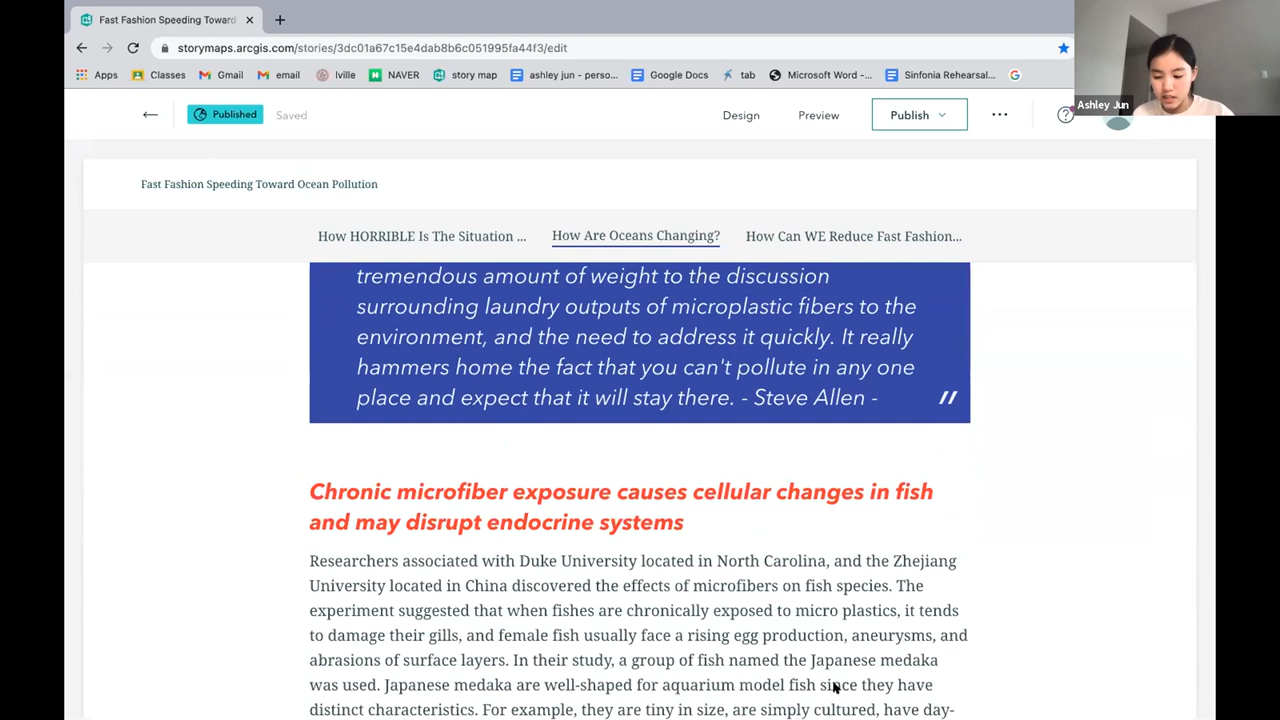 Fast Fashion Speeding Toward
storymaps.arcgis.com/stories/3dc01a67c15e4dab8b6c051995fa44f3/edit
Apps Classes Gmail email lville NAVER story map ashley jun - perso... Google Docs tab Microsoft Word -... Sinfonia Rehearsal...
Ashley Jun
Published Saved Design Preview Publish
Fast Fashion Speeding Toward Ocean Pollution
How HORRIBLE Is The Situation ... How Are Oceans Changing? How Can WE Reduce Fast Fashion...
tremendous amount of weight to the discussion
surrounding laundry outputs of microplastic fibers to the
environment, and the need to address it quickly. It really
hammers home the fact that you can't pollute in any one
place and expect that it will stay there. - Steve Allen -
Chronic microfiber exposure causes cellular changes in fish
and may disrupt endocrine systems
Researchers associated with Duke University located in North Carolina, and the Zhejiang
University located in China discovered the effects of microfibers on fish species. The
experiment suggested that when fishes are chronically exposed to micro plastics, it tends
to damage their gills, and female fish usually face a rising egg production, aneurysms, and
abrasions of surface layers. In their study, a group of fish named the Japanese medaka
was used. Japanese medaka are well-shaped for aquarium model fish since they have
distinct characteristics. For example, they are tiny in size, are simply cultured, have day-